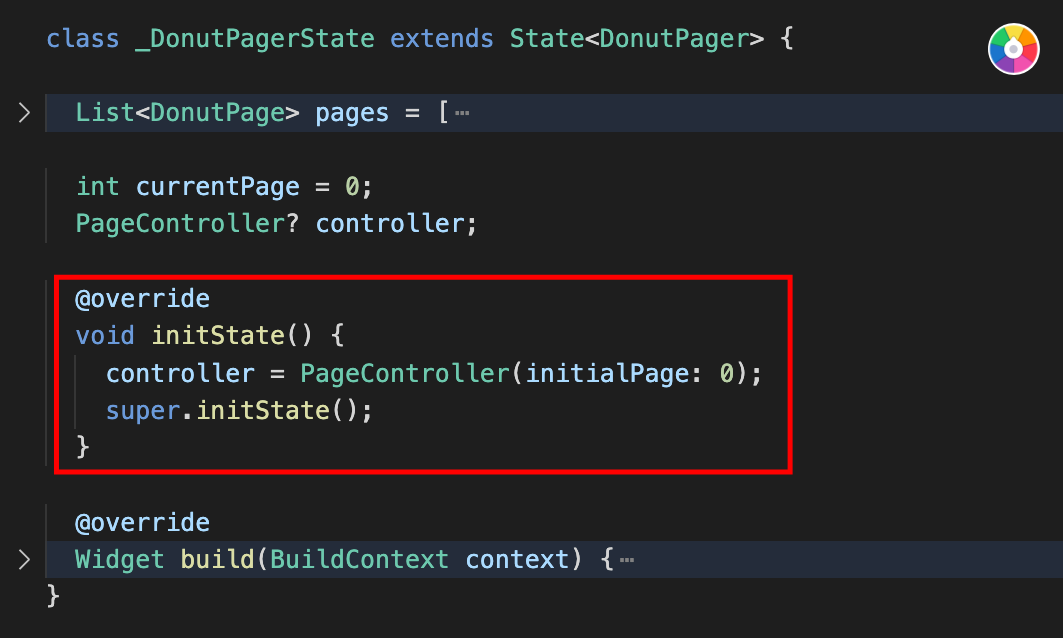 class _DonutPagerState extends State<DonutPager> {
List<DonutPage> pages = [⋯
int currentPage = 0;
PageController? controller;
@override
void initState() {
controller = PageController(initialPage: 0);
super.initState();
}
@override
Widget build(BuildContext context) {⋯
}